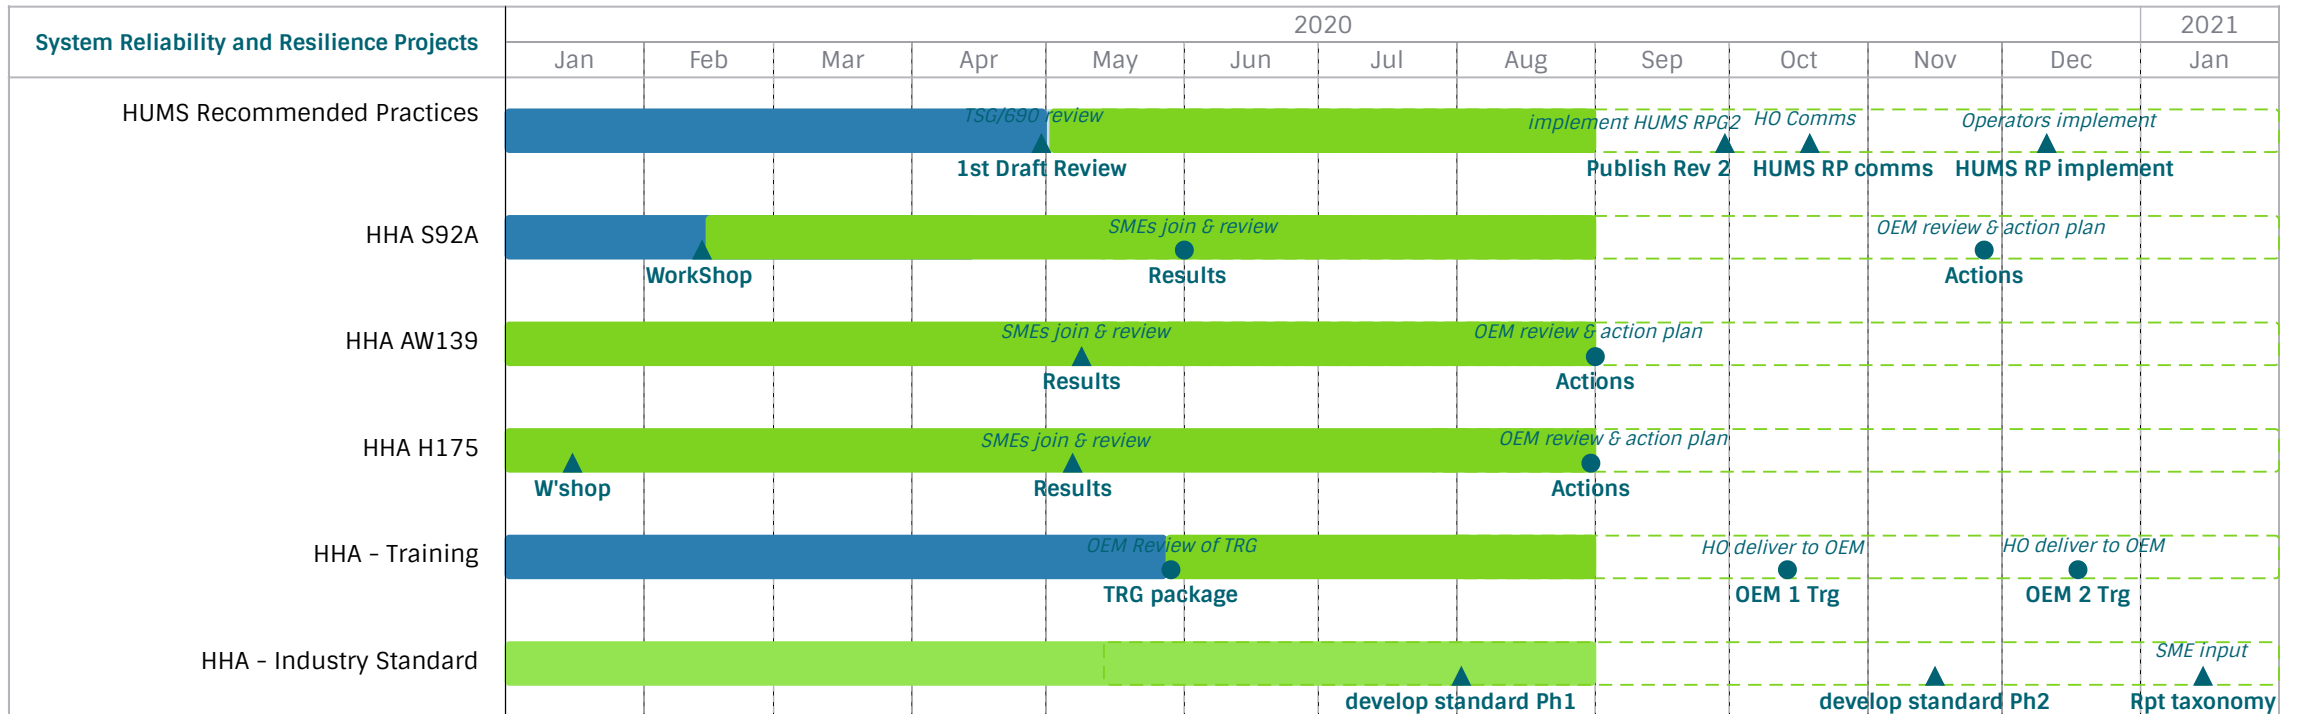 2020
2021
System Reliability and Resilience Projects
Jan Feb Mar Apr May Jun Jul Aug Sep Oct Nov Dec Jan
HUMS Recommended Practices
TSG/690 review
implement HUMS RPG2
HO Comms
Operators implement
1st Draft Review
Publish Rev 2
HUMS RP comms
HUMS RP implement
HHA S92A
SMEs join & review
OEM review & action plan
WorkShop
Results
Actions
HHA AW139
SMEs join & review
OEM review & action plan
Results
Actions
HHA H175
SMEs join & review
OEM review & action plan
W'shop
Results
Actions
HHA - Training
OEM Review of TRG
HO deliver to OEM
HO deliver to OEM
TRG package
OEM 1 Trg
OEM 2 Trg
HHA - Industry Standard
SME input
develop standard Ph1
develop standard Ph2
Rpt taxonomy